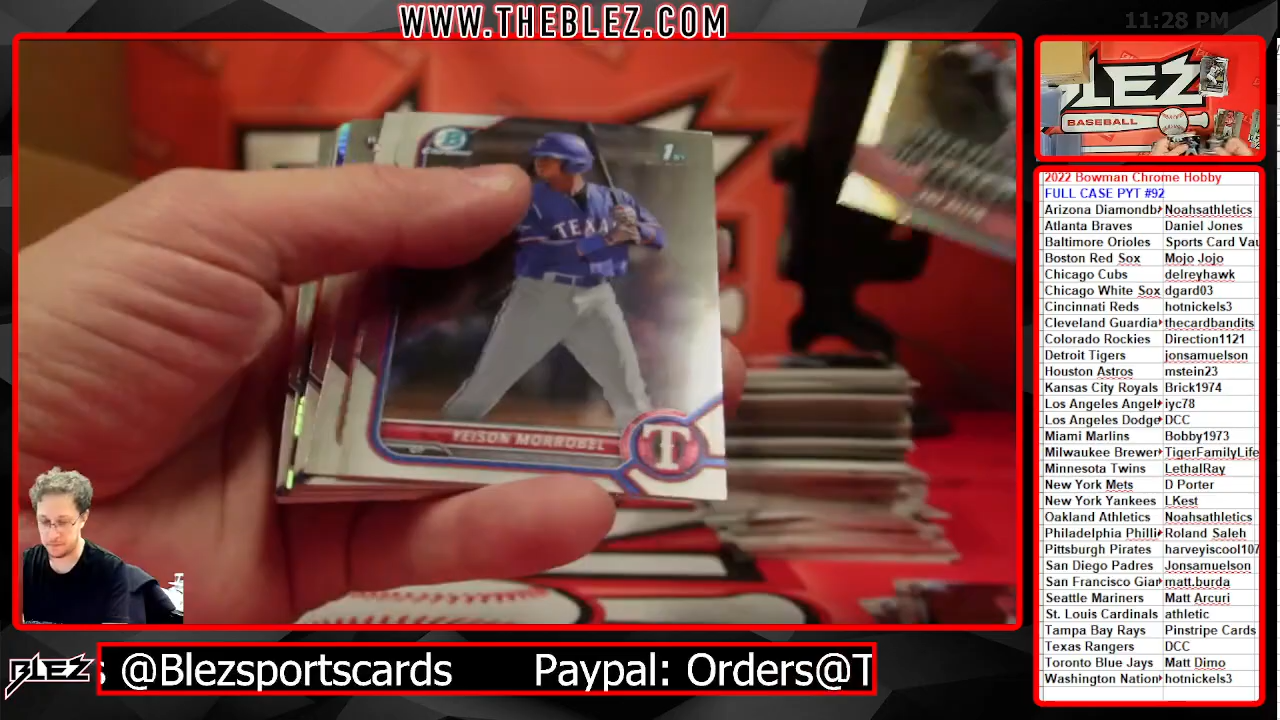 WWW.THEBLEZ.COM
11:28 PM
1st
TEXA
YEISON MORROBEL
T
BLEZ
BASEBALL
2022 Bowman Chrome Hobby
FULL CASE PYT #92
Arizona Diamondb Noahsathletics
Atlanta Braves Daniel Jones
Baltimore Orioles Sports Card Vau
Boston Red Sox Mojo Jojo
Chicago Cubs delreyhawk
Chicago White Sox dgard03
Cincinnati Reds hotnickels3
Cleveland Guardia thecardbandits
Colorado Rockies Direction1121
Detroit Tigers jonsamuelson
Houston Astros mstein23
Kansas City Royals Brick1974
Los Angeles Angel iyc78
Los Angeles Dodge DCC
Miami Marlins Bobby1973
Milwaukee Brewer TigerFamilyLife
Minnesota Twins LethalRay
New York Mets D Porter
New York Yankees LKest
Oakland Athletics Noahsathletics
Philadelphia Philli Roland Saleh
Pittsburgh Pirates harveyiscool107
San Diego Padres Jonsamuelson
San Francisco Gian matt.burda
Seattle Mariners Matt Arcuri
St. Louis Cardinals athletic
Tampa Bay Rays Pinstripe Cards
Texas Rangers DCC
Toronto Blue Jays Matt Dimo
Washington Nation hotnickels3
BLEZ
s @Blezsportscards Paypal: Orders@T